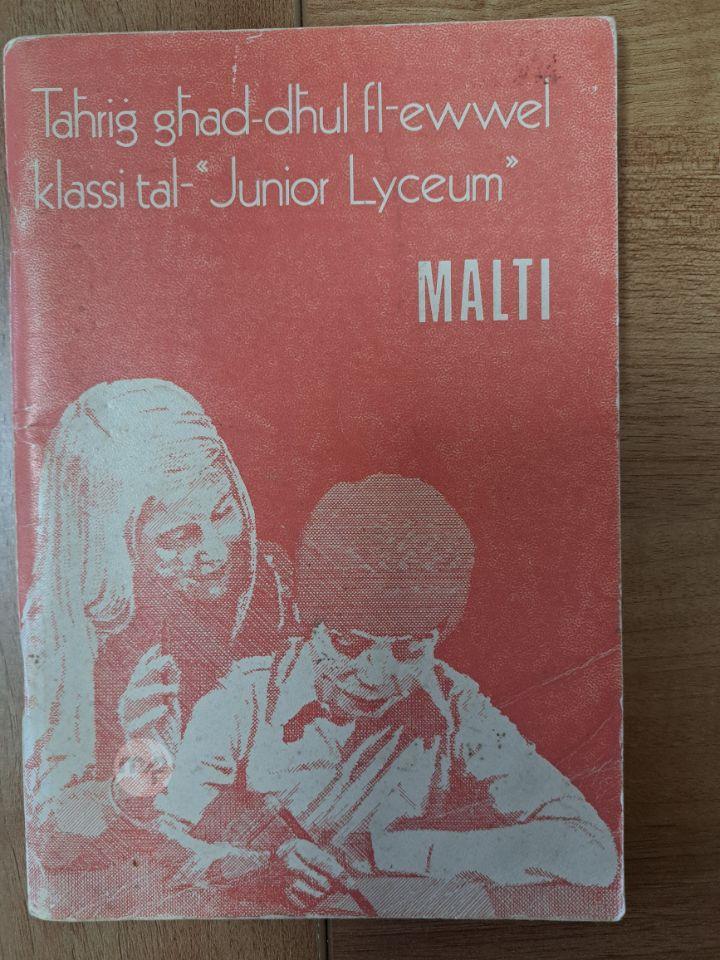 Taħriġ għad-dħul fl-ewwel
klassi tal-“Junior Lyceum”
MALTI